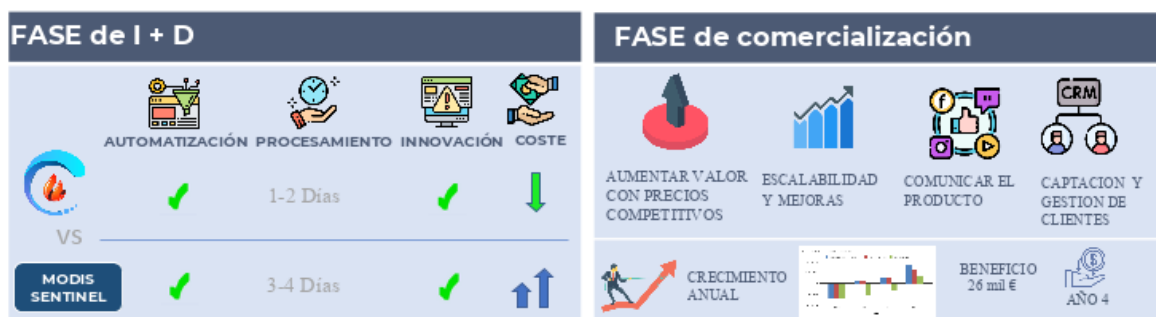 FASE de I + D
AUTOMATIZACIÓN PROCESAMIENTO INNOVACIÓN COSTE
1-2 Días
VS
MODIS
SENTINEL
3-4 Días
FASE de comercialización
CRM
AUMENTAR VALOR
CON PRECIOS
COMPETITIVOS
ESCALABILIDAD
Y MEJORAS
COMUNICAR EL
PRODUCTO
CAPTACION Y
GESTION DE
CLIENTES
CRECIMIENTO
ANUAL
BENEFICIO
26 mil €
AÑO 4